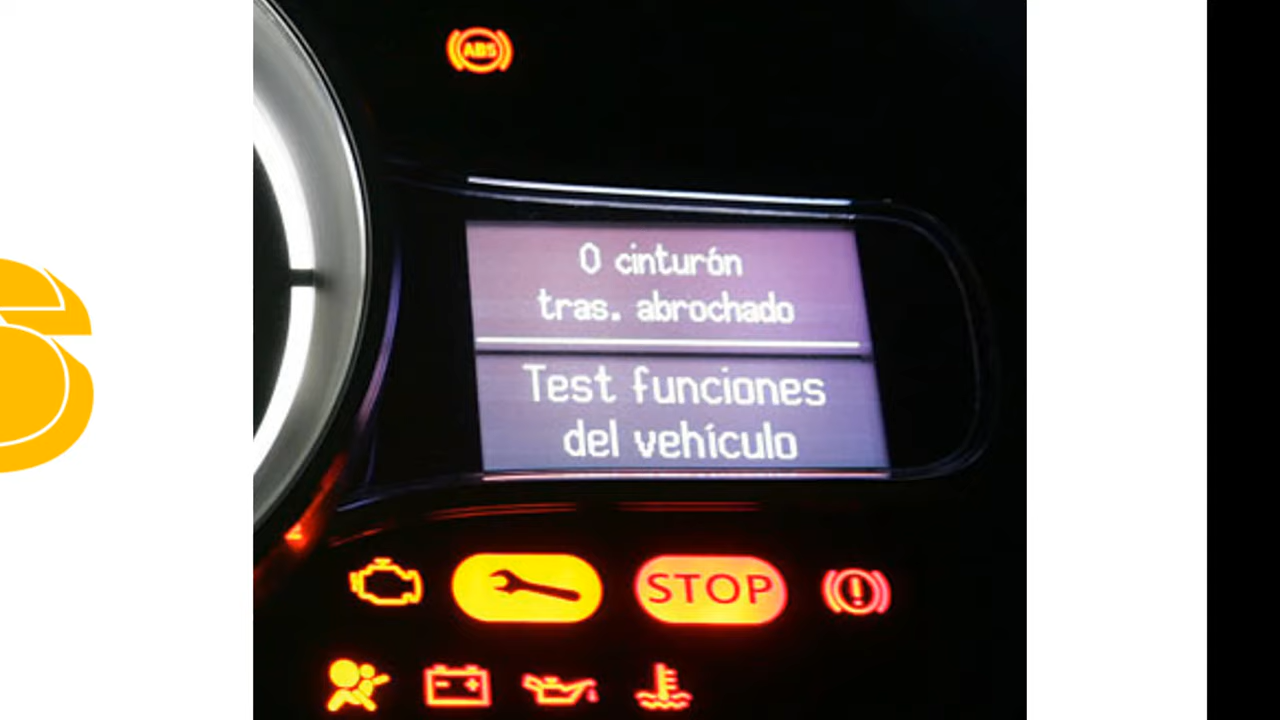 ABS
0 cinturón
tras. abrochado
Test funciones
del vehículo
STOP
S